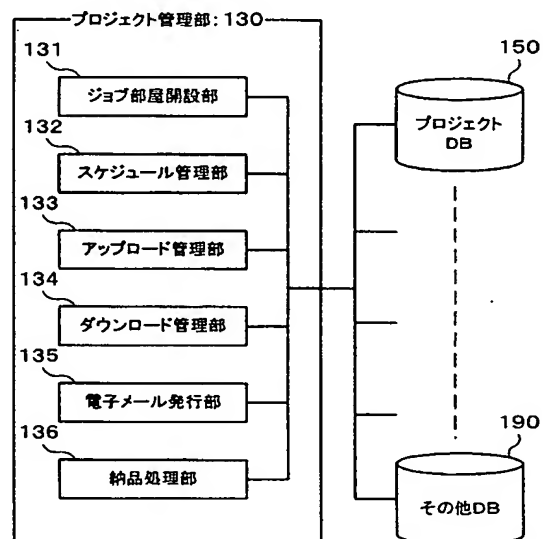 プロジェクト管理部：130
131
ジョブ部屋開設部
132
スケジュール管理部
133
アップロード管理部
134
ダウンロード管理部
135
電子メール発行部
136
納品処理部
150
プロジェクト
DB
190
その他DB